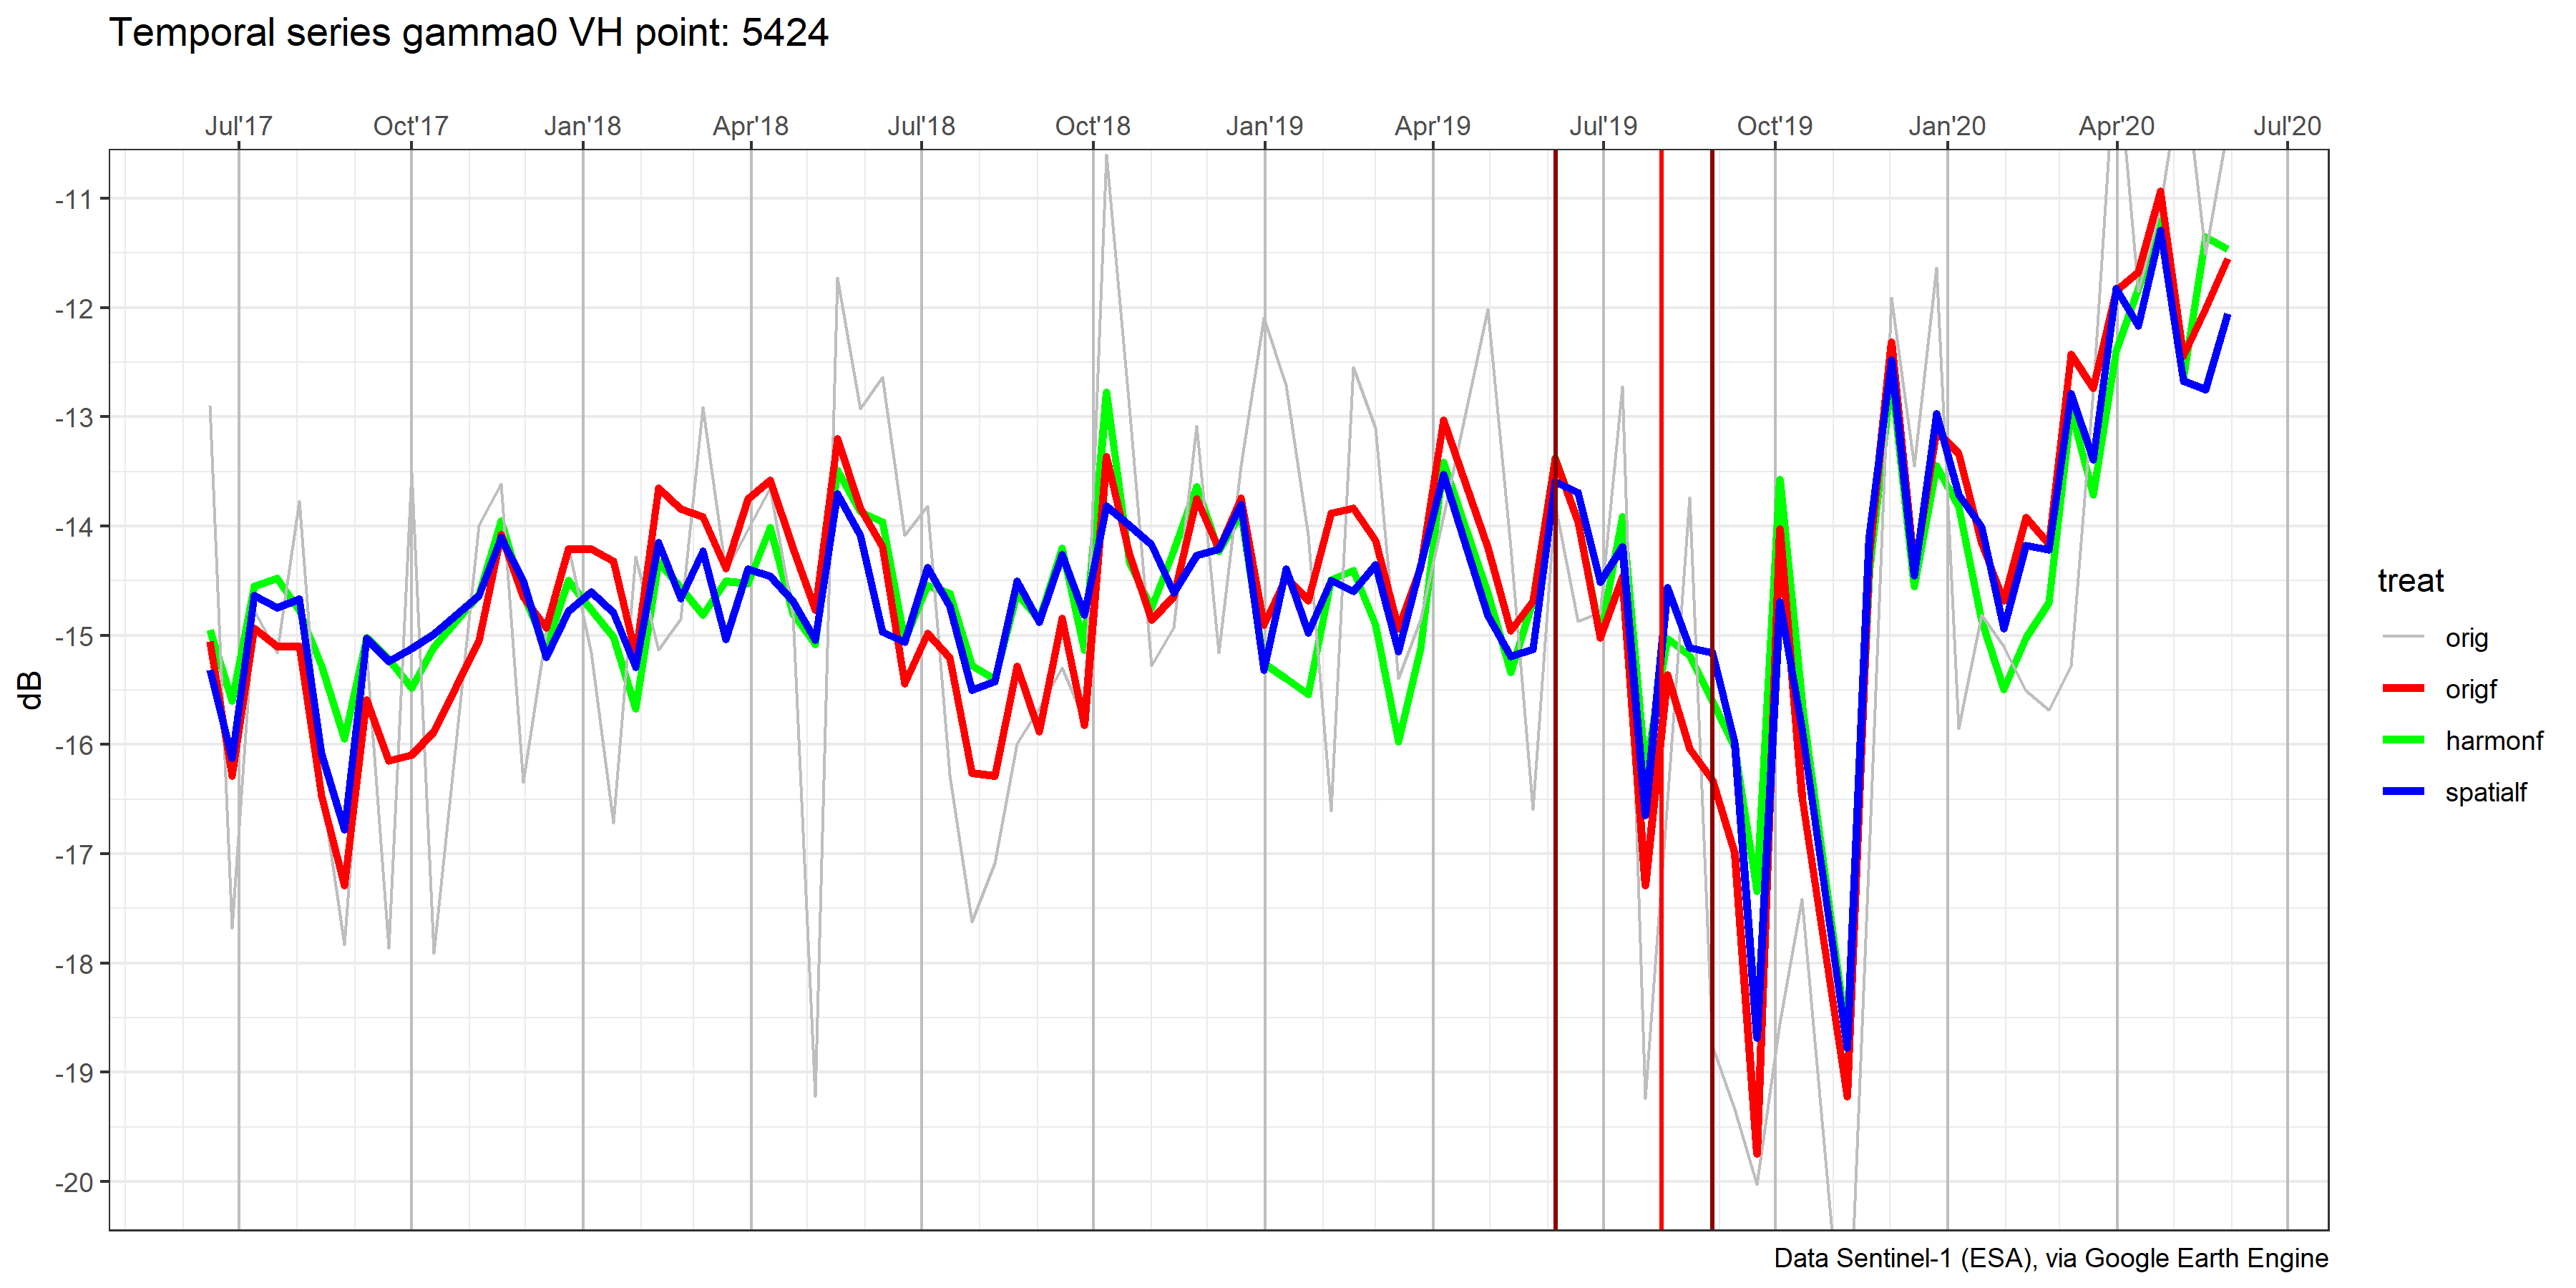 Temporal series gamma0 VH point: 5424
Jul'17 Oct'17 Jan'18 Apr'18 Jul'18 Oct'18 Jan'19 Apr'19 Jul'19 Oct'19 Jan'20 Apr'20 Jul'20
-11
-12
-13
-14
-15
-16
-17
-18
-19
-20
dB
treat
orig
origf
harmonf
spatialf
Data Sentinel-1 (ESA), via Google Earth Engine